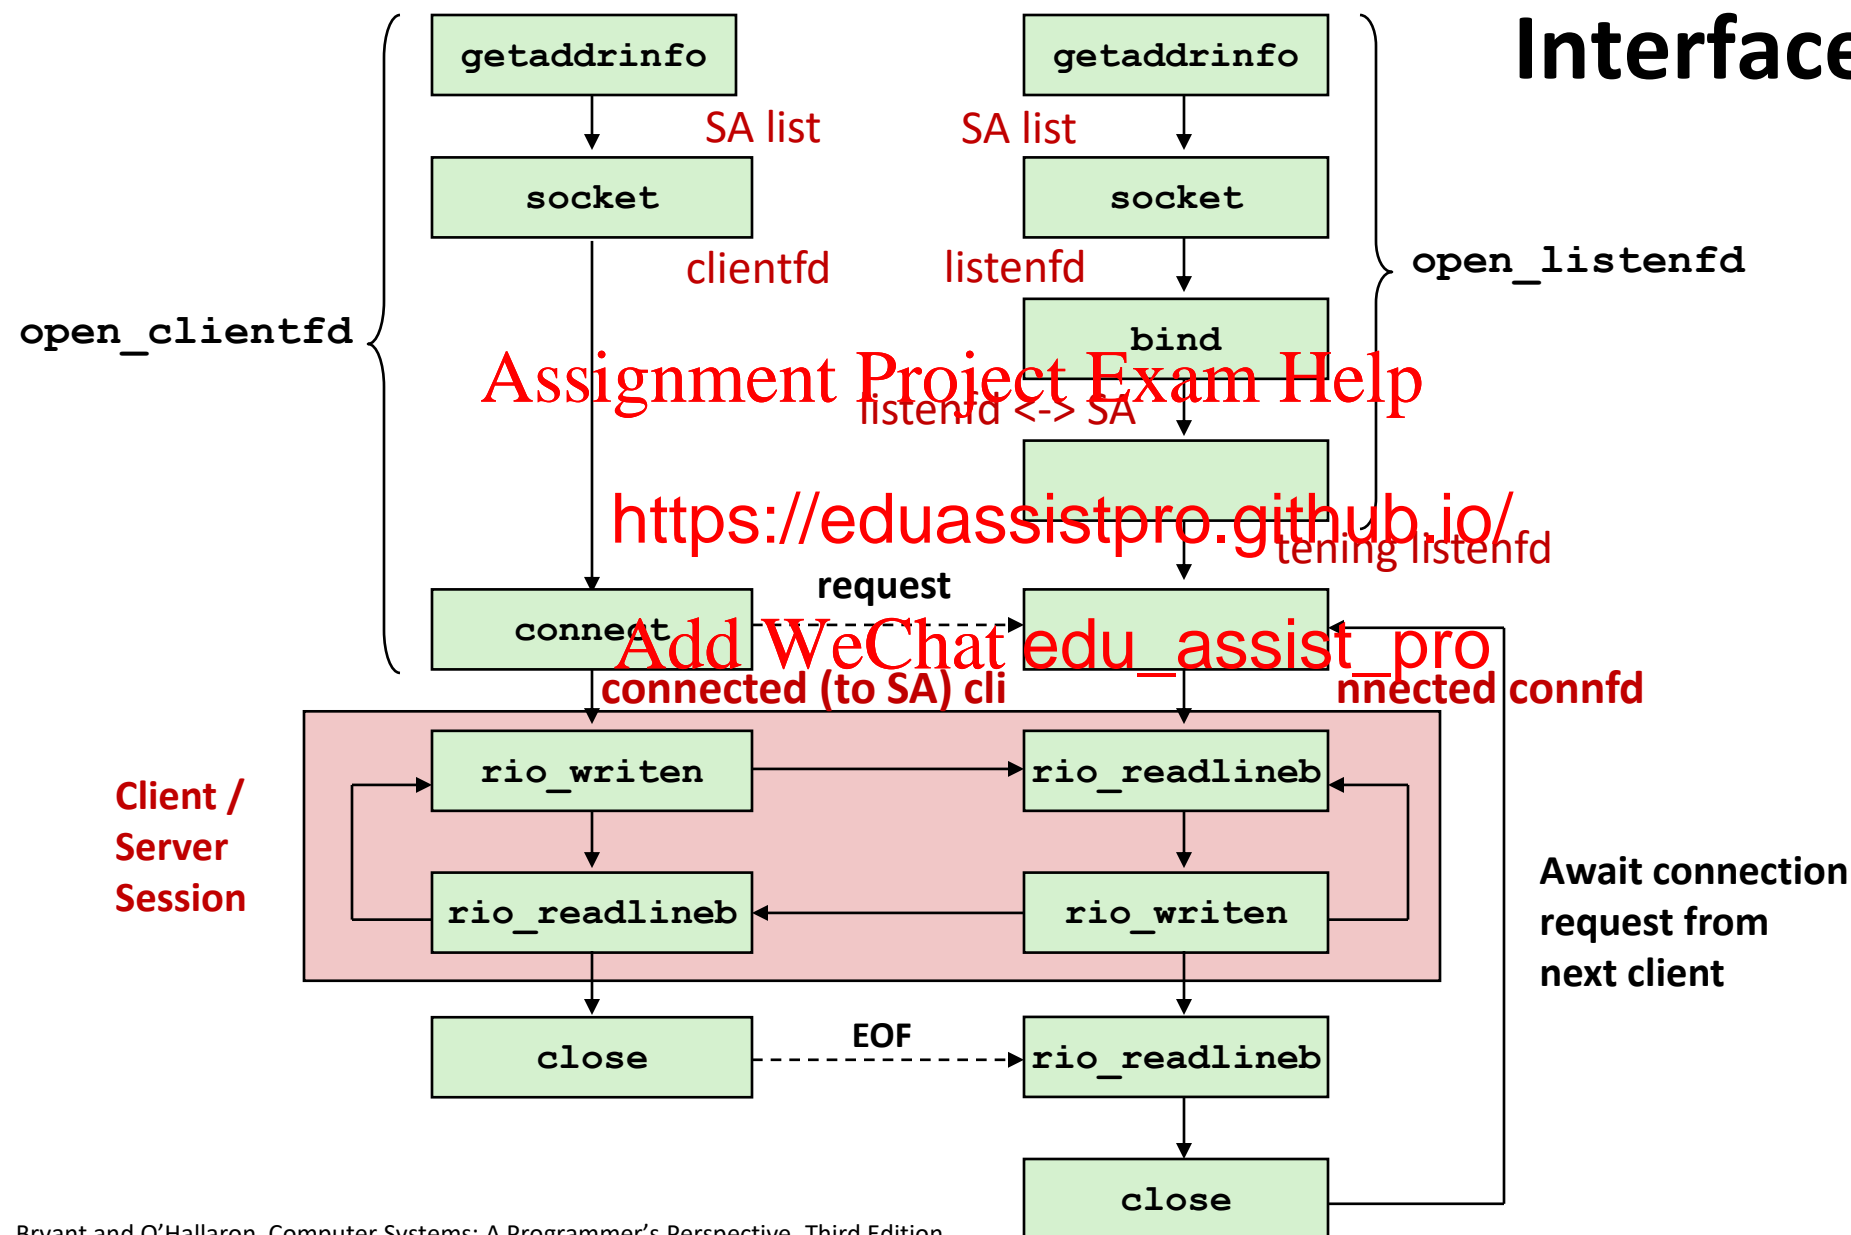 Interface
getaddrinfo
getaddrinfo
SA list
SA list
socket
socket
clientfd
listenfd
open_listenfd
open_clientfd
bind
Assignment Project Exam Help
listenfd <-> SA
https://eduassistpro.github.io/
tening listenfd
request
connect
Add WeChat edu_assist_pro
connected (to SA) cli
nnected connfd
rio_writen
rio_readlineb
Client /
Server
Session
rio_readlineb
rio_writen
Await connection
request from
next client
close
EOF
rio_readlineb
close
Bryant and O'Hallaron, Computer Systems: A Programmer's Perspective, Third Edition